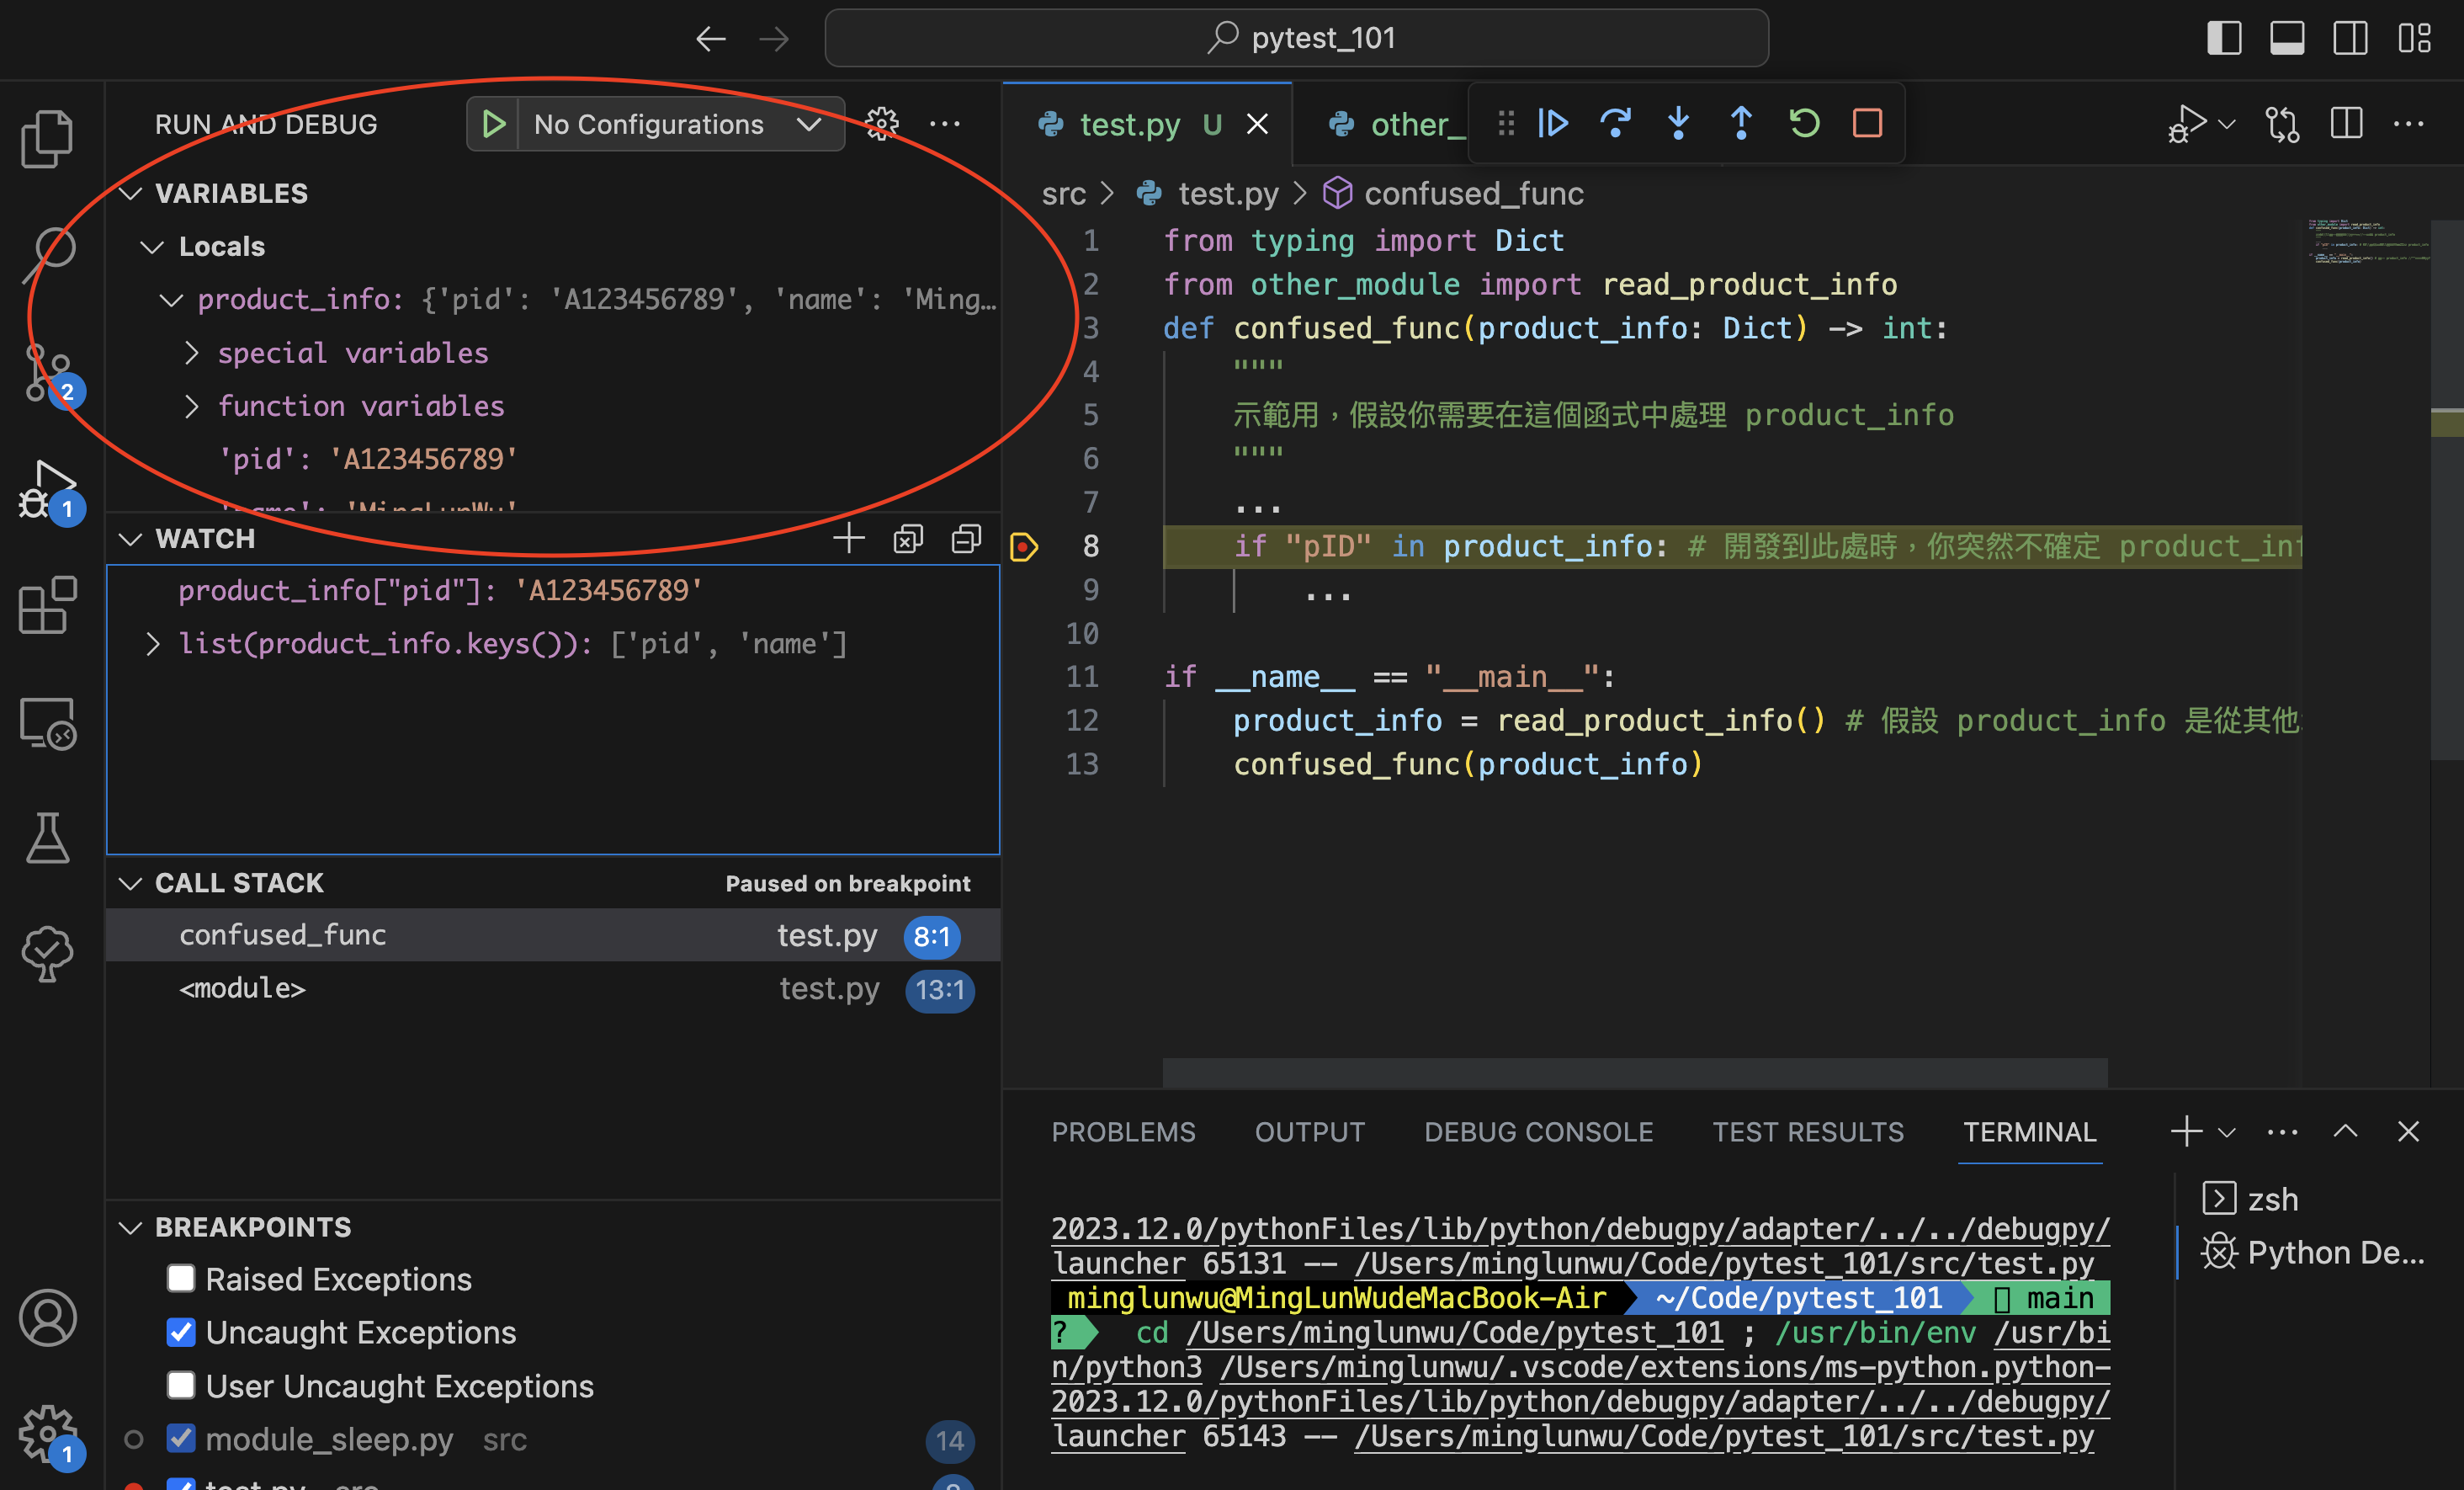 pytest_101
RUN AND DEBUG
No Configurations
VARIABLES
Locals
product_info: {'pid': 'A123456789', 'name': 'Ming…
special variables
function variables
'pid': 'A123456789'
'name': 'MingLunWu'
2
1
WATCH
product_info["pid"]: 'A123456789'
list(product_info.keys()): ['pid', 'name']
CALL STACK
Paused on breakpoint
confused_func test.py 8:1
<module> test.py 13:1
BREAKPOINTS
Raised Exceptions
Uncaught Exceptions
User Uncaught Exceptions
module_sleep.py src 14
test.py src 8
1
test.py U
other_
src > test.py > confused_func
1 from typing import Dict
2 from other_module import read_product_info
3 def confused_func(product_info: Dict) -> int:
4 """
5 示範用，假設你需要在這個函式中處理 product_info
6 """
7 ...
8 if "pID" in product_info: # 開發到此處時，你突然不確定 product_inf
9 ...
10
11 if __name__ == "__main__":
12 product_info = read_product_info() # 假設 product_info 是從其他
13 confused_func(product_info)
PROBLEMS OUTPUT DEBUG CONSOLE TEST RESULTS TERMINAL
2023.12.0/pythonFiles/lib/python/debugpy/adapter/../../debugpy/
launcher 65131 -- /Users/minglunwu/Code/pytest_101/src/test.py
minglunwu@MingLunWudeMacBook-Air ~/Code/pytest_101 main
? cd /Users/minglunwu/Code/pytest_101 ; /usr/bin/env /usr/bi
n/python3 /Users/minglunwu/.vscode/extensions/ms-python.python-
2023.12.0/pythonFiles/lib/python/debugpy/adapter/../../debugpy/
launcher 65143 -- /Users/minglunwu/Code/pytest_101/src/test.py
zsh
Python De…